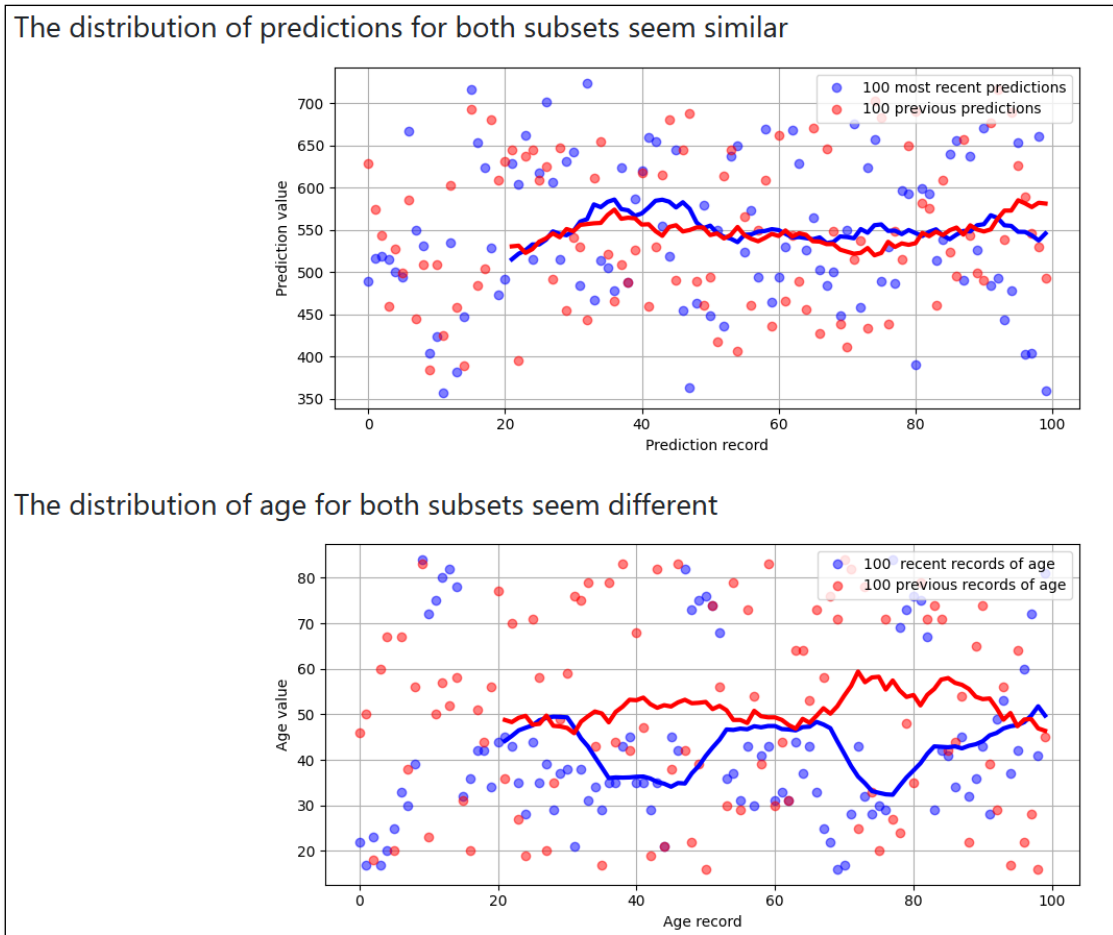 The distribution of predictions for both subsets seem similar
100 most recent predictions
100 previous predictions
Prediction value
700
650
600
550
500
450
400
350
0
20
40
60
80
100
Prediction record
The distribution of age for both subsets seem different
100  recent records of age
100 previous records of age
Age value
80
70
60
50
40
30
20
0
20
40
60
80
100
Age record